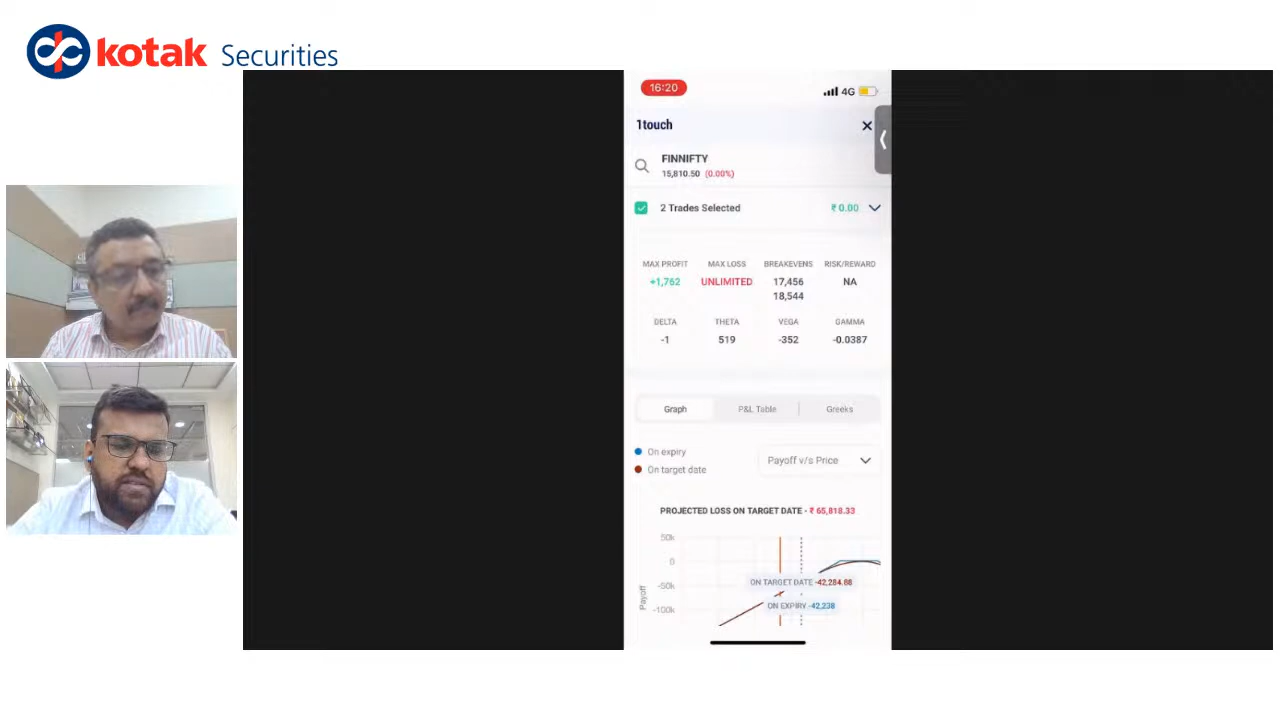 kotak Securities
16:20
4G
1touch
FINNIFTY
15,810.50 (0.00%)
2 Trades Selected ₹ 0.00
MAX PROFIT MAX LOSS BREAKEVENS RISK/REWARD
+1,762 UNLIMITED 17,456 NA
18,544
DELTA THETA VEGA GAMMA
-1 519 -352 -0.0387
Graph P&L Table Greeks
On expiry
Payoff v/s Price
On target date
PROJECTED LOSS ON TARGET DATE - ₹ 65,818.33
50k
0
-50k
ON TARGET DATE -42,284.88
ON EXPIRY -42,238
-100k
Payoff